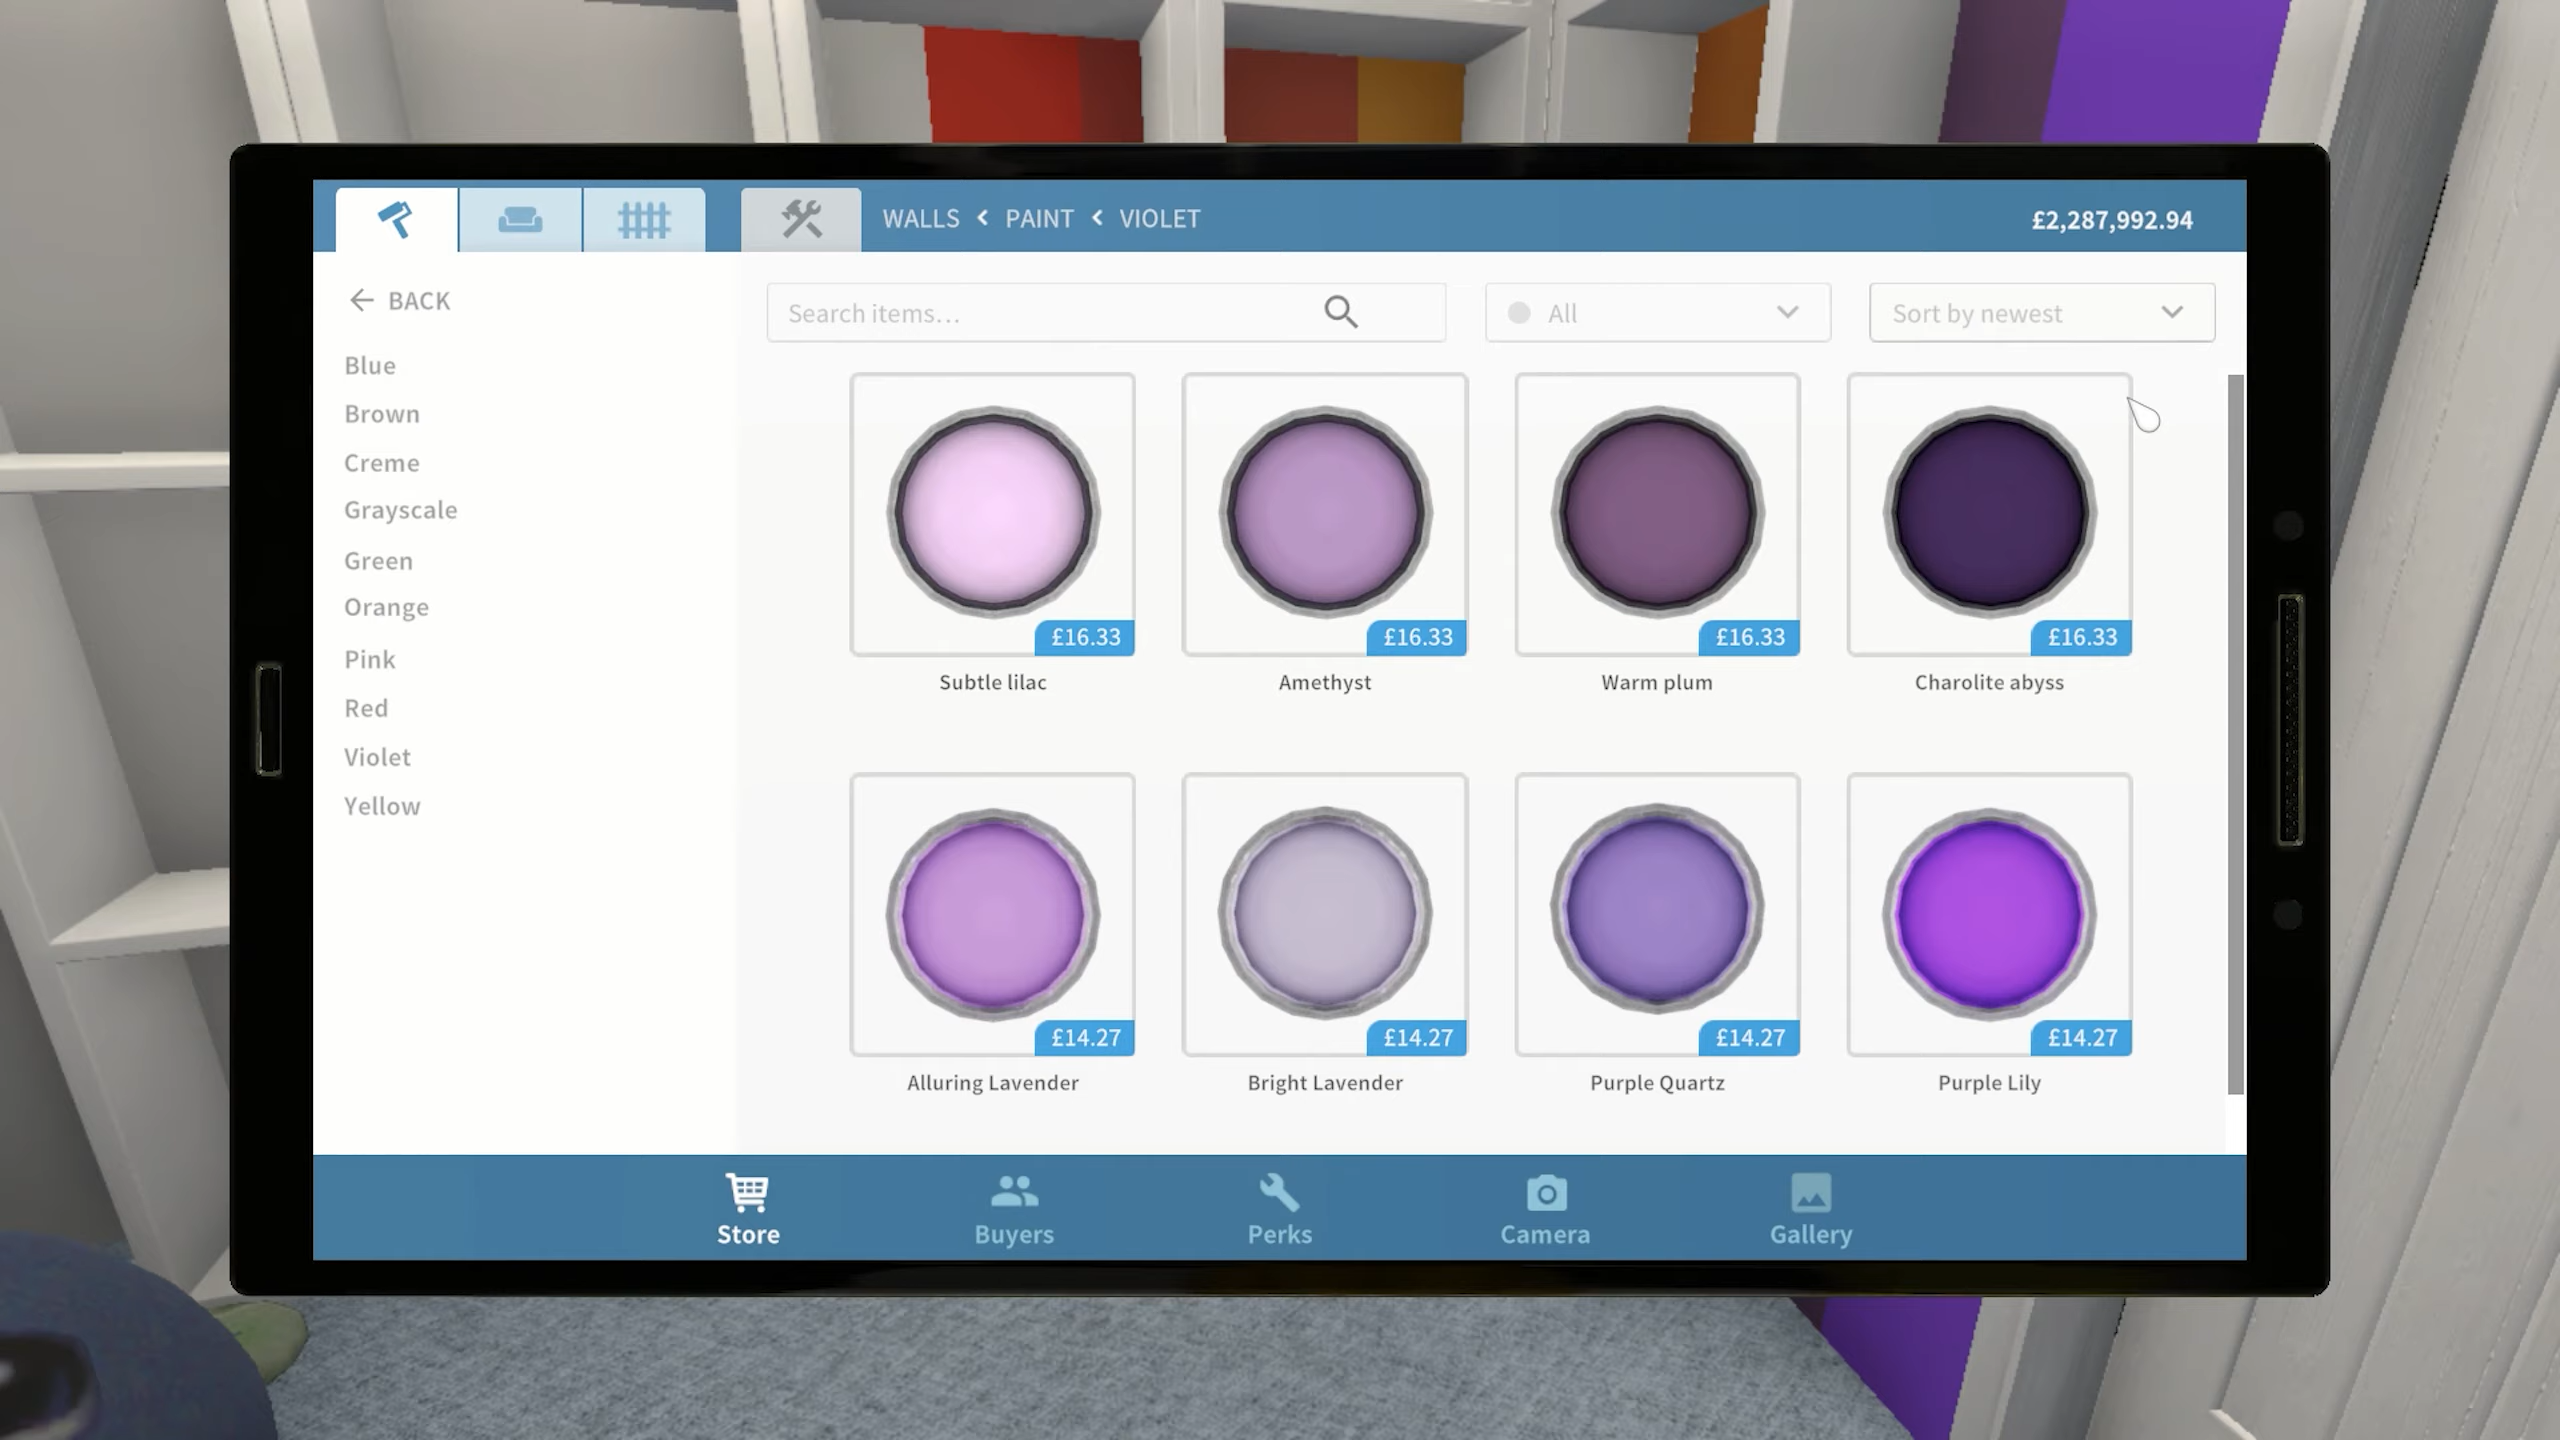 WALLS < PAINT < VIOLET
£2,287,992.94
BACK
Search items...
All
Sort by newest
Blue
Brown
Creme
Grayscale
Green
Orange
Pink
Red
Violet
Yellow
£16.33
£16.33
£16.33
£16.33
Subtle lilac
Amethyst
Warm plum
Charolite abyss
£14.27
£14.27
£14.27
£14.27
Alluring Lavender
Bright Lavender
Purple Quartz
Purple Lily
Store
Buyers
Perks
Camera
Gallery